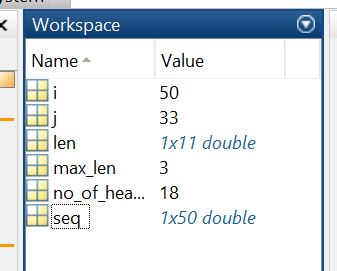 Workspace
Name Value
i 50
j 33
len 1x11 double
max_len 3
no_of_hea... 18
seq 1x50 double